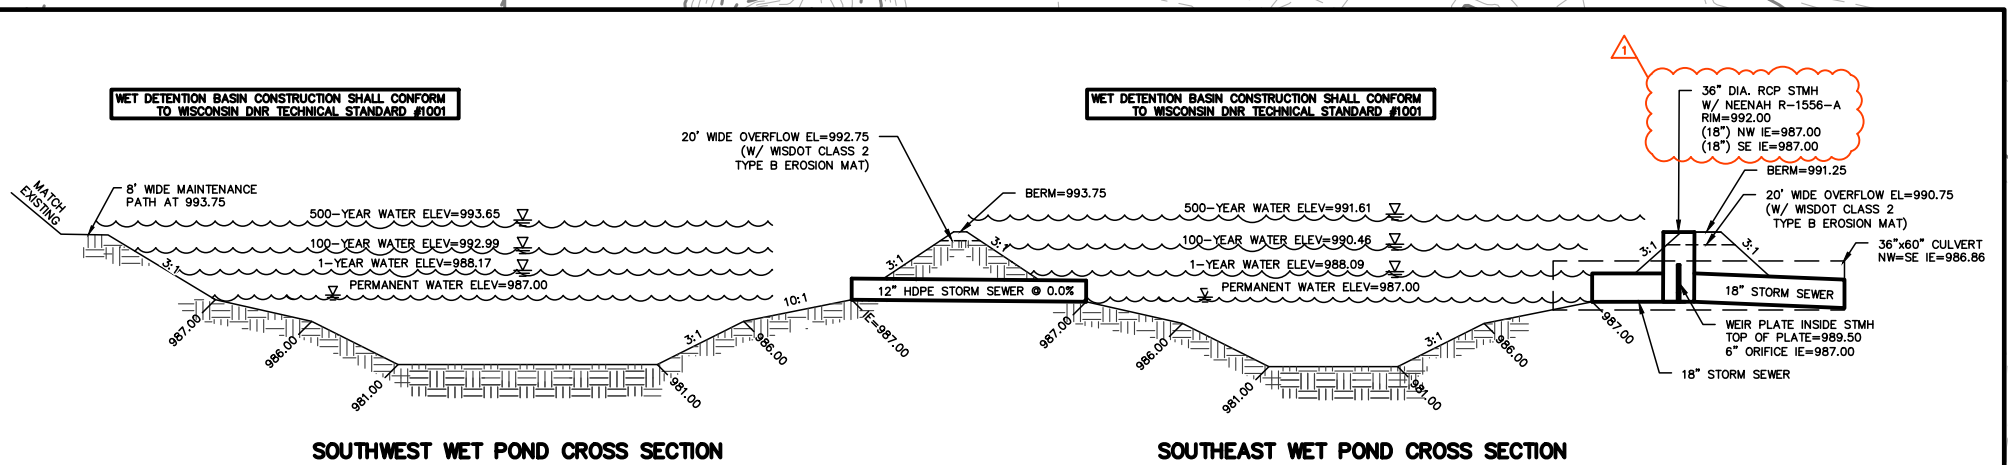 WET DETENTION BASIN CONSTRUCTION SHALL CONFORM
TO WISCONSIN DNR TECHNICAL STANDARD #1001
MATCH
EXISTING
8' WIDE MAINTENANCE
PATH AT 993.75
500-YEAR WATER ELEV=993.65
100-YEAR WATER ELEV=992.99
1-YEAR WATER ELEV=988.17
PERMANENT WATER ELEV=987.00
3:1
987.00
986.00
981.00
981.00
3:1
986.00
10:1
IE=987.00
SOUTHWEST WET POND CROSS SECTION
20' WIDE OVERFLOW EL=992.75
(W/ WISDOT CLASS 2
TYPE B EROSION MAT)
BERM=993.75
3:1
3:1
12" HDPE STORM SEWER @ 0.0%
WET DETENTION BASIN CONSTRUCTION SHALL CONFORM
TO WISCONSIN DNR TECHNICAL STANDARD #1001
500-YEAR WATER ELEV=991.61
100-YEAR WATER ELEV=990.46
1-YEAR WATER ELEV=988.09
PERMANENT WATER ELEV=987.00
987.00
986.00
981.00
981.00
986.00
987.00
3:1
SOUTHEAST WET POND CROSS SECTION
1
36" DIA. RCP STMH
W/ NEENAH R-1556-A
RIM=992.00
(18") NW IE=987.00
(18") SE IE=987.00
BERM=991.25
20' WIDE OVERFLOW EL=990.75
(W/ WISDOT CLASS 2
TYPE B EROSION MAT)
3:1
3:1
36"x60" CULVERT
NW=SE IE=986.86
18" STORM SEWER
WEIR PLATE INSIDE STMH
TOP OF PLATE=989.50
6" ORIFICE IE=987.00
18" STORM SEWER